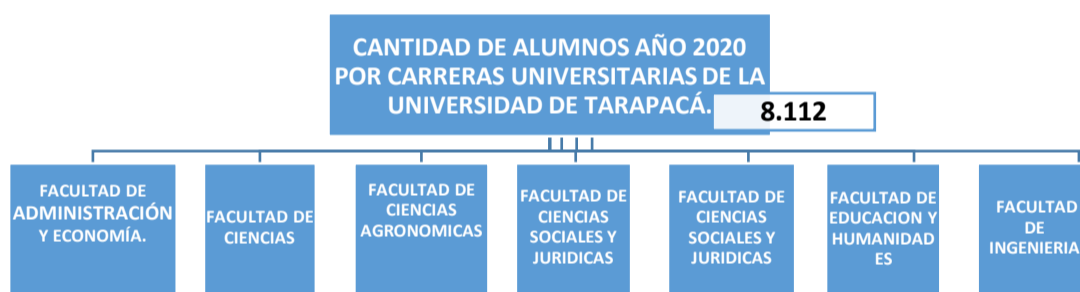 CANTIDAD DE ALUMNOS AÑO 2020
POR CARRERAS UNIVERSITARIAS DE LA
UNIVERSIDAD DE TARAPACÁ.
8.112
FACULTAD DE
ADMINISTRACIÓN
Y ECONOMÍA.
FACULTAD DE
CIENCIAS
FACULTAD DE
CIENCIAS
AGRONOMICAS
FACULTAD DE
CIENCIAS
SOCIALES Y
JURIDICAS
FACULTAD DE
CIENCIAS
SOCIALES Y
JURIDICAS
FACULTAD DE
EDUCACION Y
HUMANIDAD
ES
FACULTAD
DE
INGENIERIA